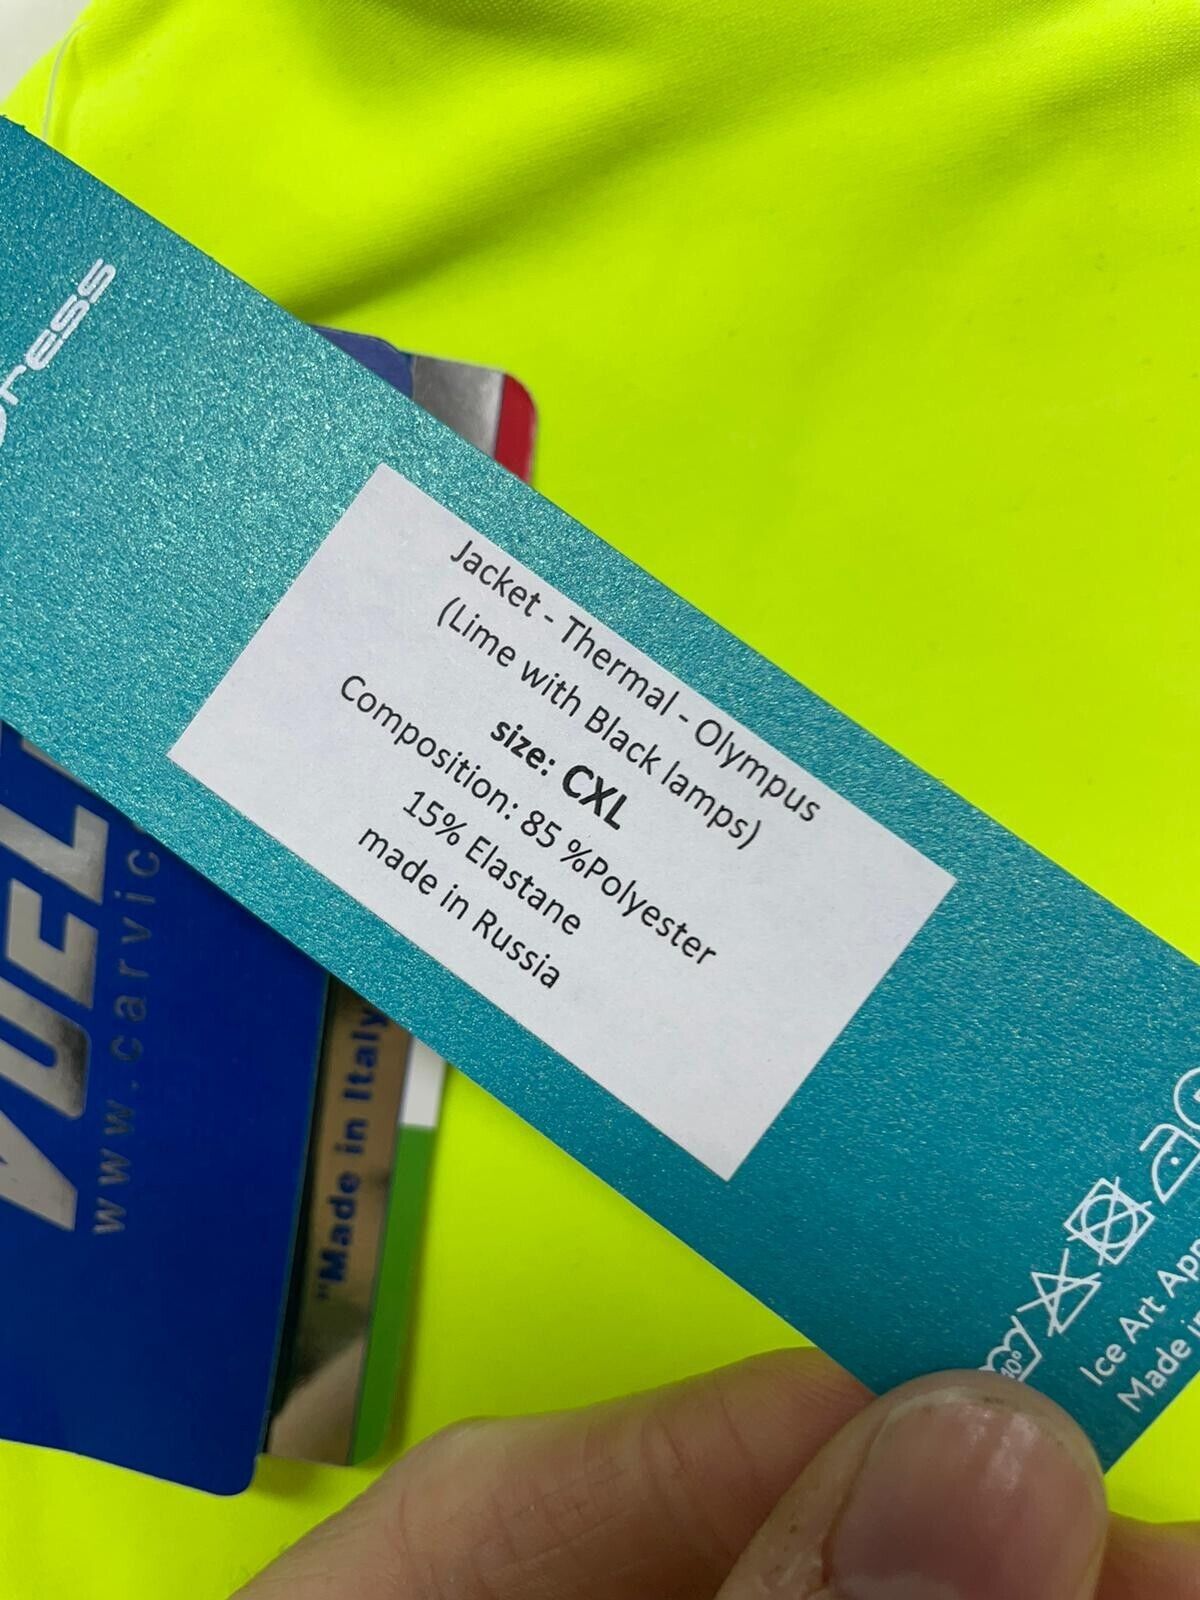 Jacket - Thermal - Olympus
(Lime with Black lamps)
size: CXL
Composition: 85 %Polyester
15% Elastane
made in Russia
www.carvic
"Made in Italy
Ice Art App
Made in